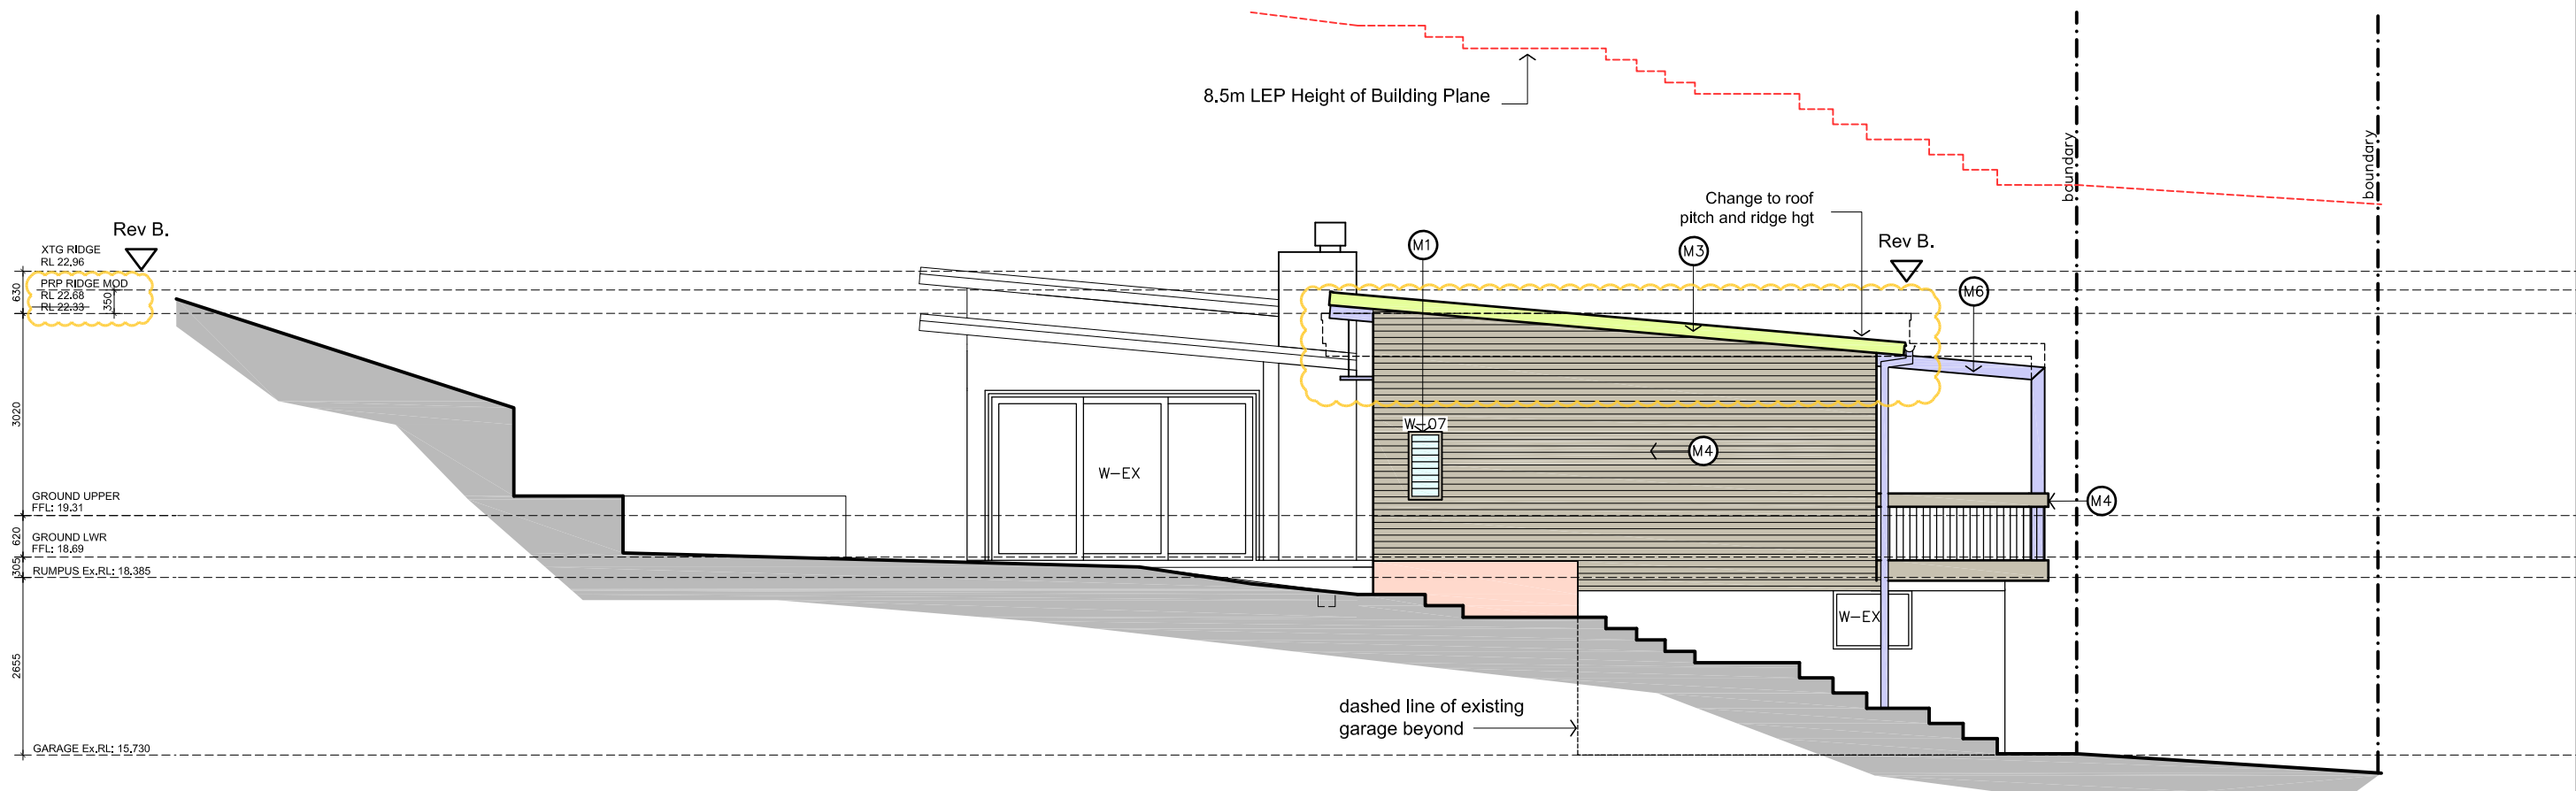 8.5m LEP Height of Building Plane
boundary
boundary
Change to roof
pitch and ridge hgt
Rev B.
Rev B.
XTG RIDGE
RL 22.96
PRP RIDGE MOD
RL 22.68
RL 22.33
350
630
M1
M3
M6
3020
W-07
M4
W-EX
M4
GROUND UPPER
FFL: 19.31
620
GROUND LWR
FFL: 18.69
305
RUMPUS Ex.RL: 18.385
W-EX
2655
dashed line of existing
garage beyond
GARAGE Ex.RL: 15.730